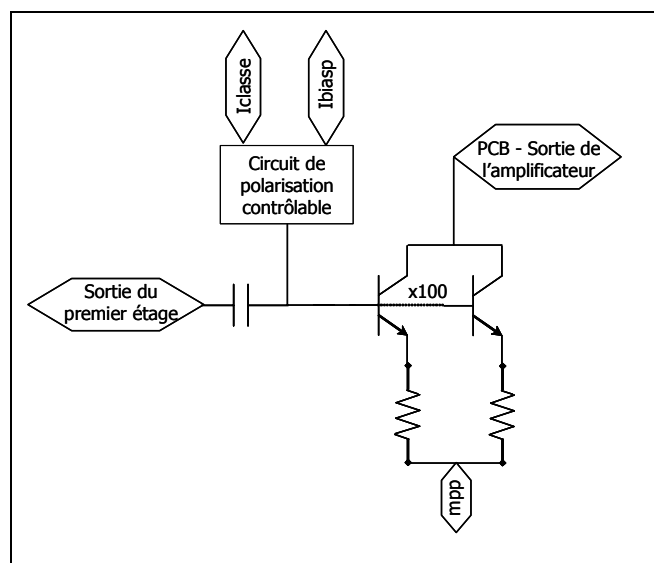 Iclasse
Ibiasp
Circuit de
polarisation
contrôlable
PCB - Sortie de
l'amplificateur
x100
Sortie du
premier étage
mpp